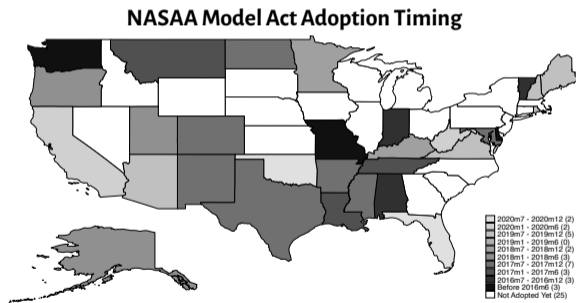 NASAA Model Act Adoption Timing
2020m7 - 2020m12 (2)
2020m1 - 2020m6 (2)
2019m7 - 2019m12 (5)
2019m1 - 2019m6 (0)
2018m7 - 2018m12 (2)
2018m1 - 2018m6 (3)
2017m7 - 2017m12 (7)
2017m1 - 2017m6 (3)
2016m7 - 2016m12 (3)
Before 2016m6 (3)
Not Adopted Yet (25)